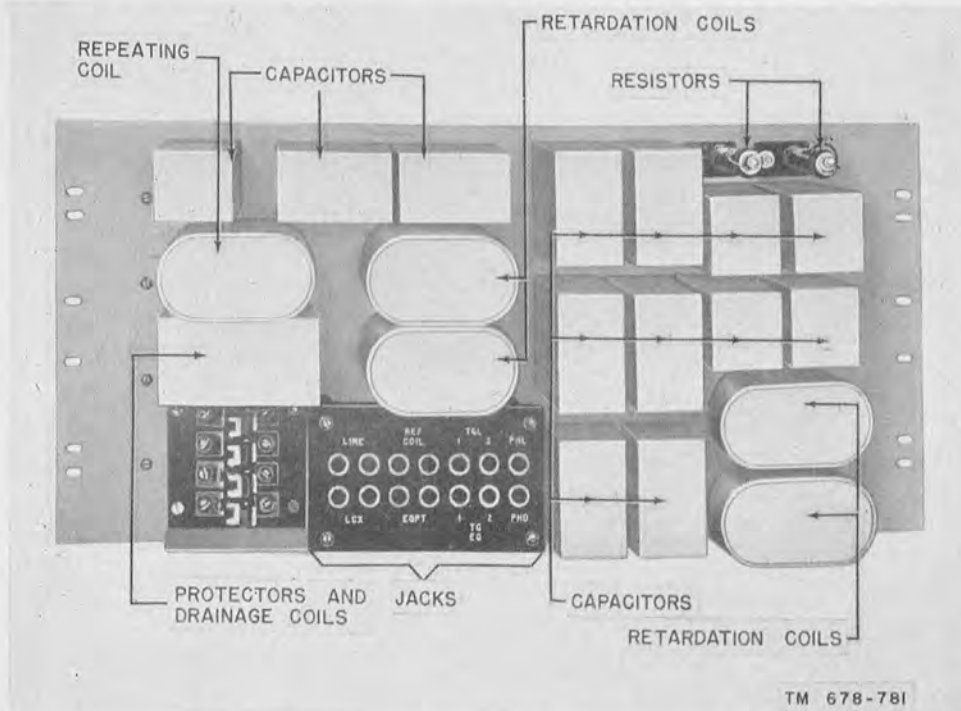 RETARDATION COILS
REPEATING
COIL
CAPACITORS
RESISTORS
LINE
REP
COIL
TGL
1 2
PHL
LCX
EQPT
1 2
TG
EQ
PHD
PROTECTORS AND
DRAINAGE COILS
JACKS
CAPACITORS
RETARDATION COILS
TM 678-781